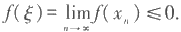 f(ξ)=lim_{n→∞} f(x_n)≤0.